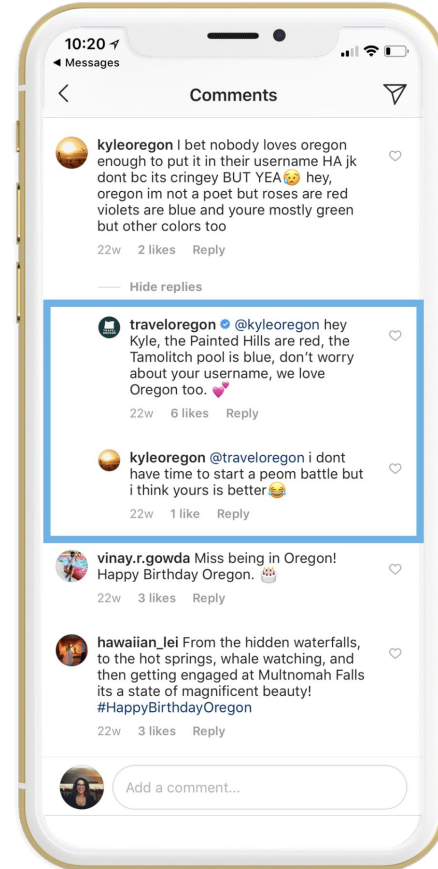 10:20
◀ Messages
Comments
kyleoregon I bet nobody loves oregon
enough to put it in their username HA jk
dont bc its cringey BUT YEA😥 hey,
oregon im not a poet but roses are red
violets are blue and youre mostly green
but other colors too
22w 2 likes Reply
Hide replies
traveloregon @kyleoregon hey
Kyle, the Painted Hills are red, the
Tamolitch pool is blue, don't worry
about your username, we love
Oregon too. 💕
22w 6 likes Reply
kyleoregon @traveloregon i dont
have time to start a peom battle but
i think yours is better😂
22w 1 like Reply
vinay.r.gowda Miss being in Oregon!
Happy Birthday Oregon. 🎂
22w 3 likes Reply
hawaiian_lei From the hidden waterfalls,
to the hot springs, whale watching, and
then getting engaged at Multnomah Falls
its a state of magnificent beauty!
#HappyBirthdayOregon
22w 3 likes Reply
Add a comment...